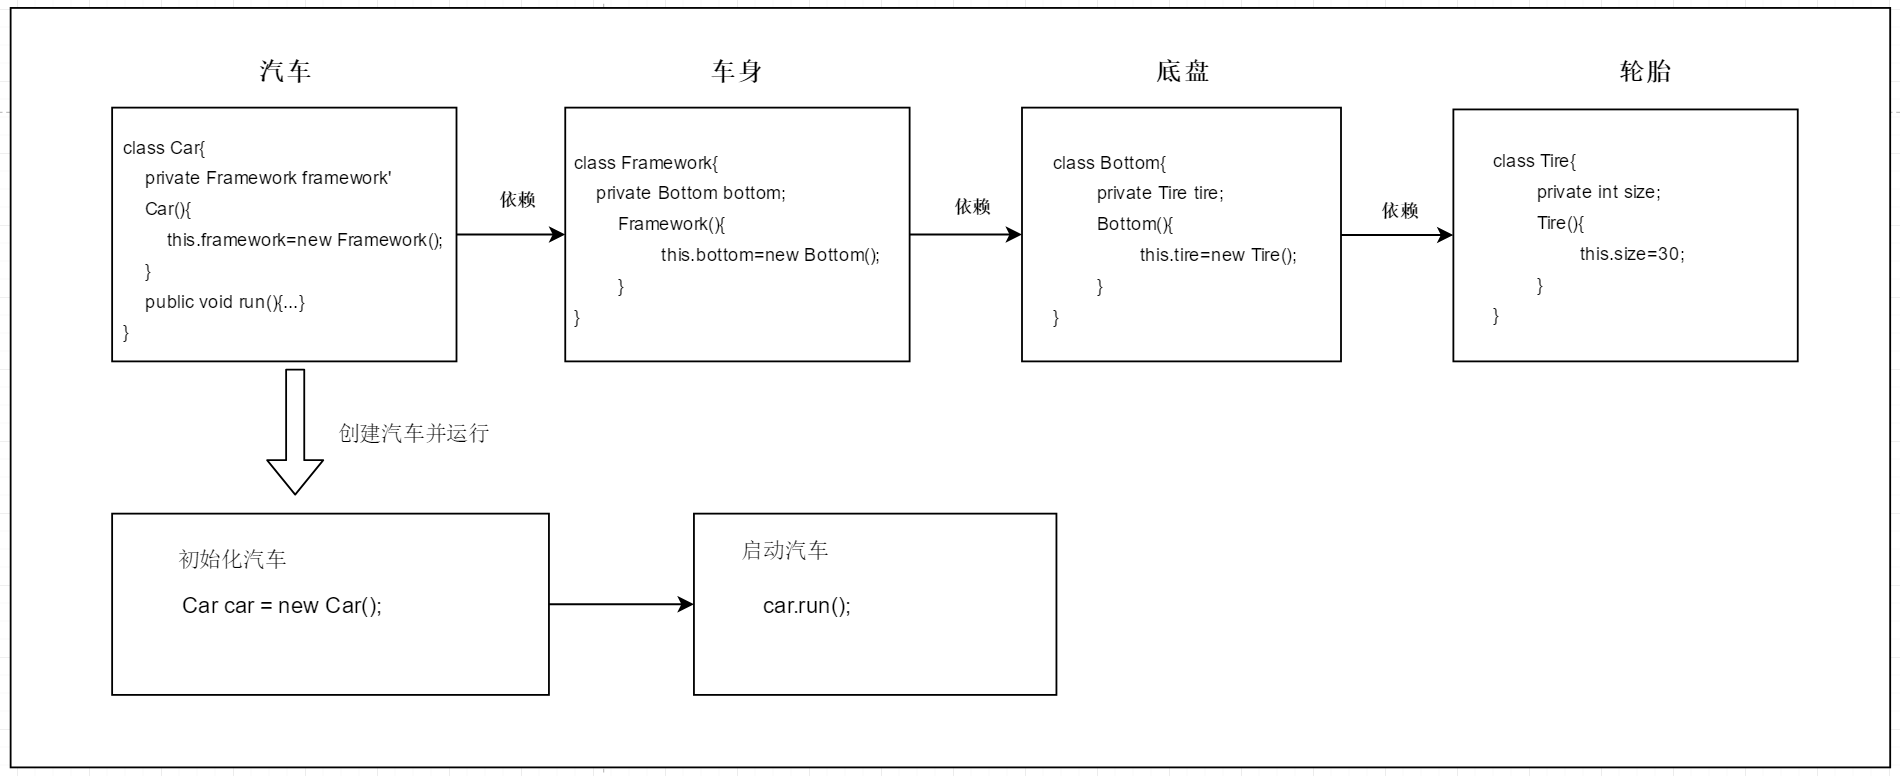 汽车
class Car{
private Framework framework'
Car(){
this.framework=new Framework();
}
public void run(){...}
}
依赖
车身
class Framework{
private Bottom bottom;
Framework(){
this.bottom=new Bottom();
}
}
依赖
底盘
class Bottom{
private Tire tire;
Bottom(){
this.tire=new Tire();
}
}
依赖
轮胎
class Tire{
private int size;
Tire(){
this.size=30;
}
}
创建汽车并运行
初始化汽车
Car car = new Car();
启动汽车
car.run();